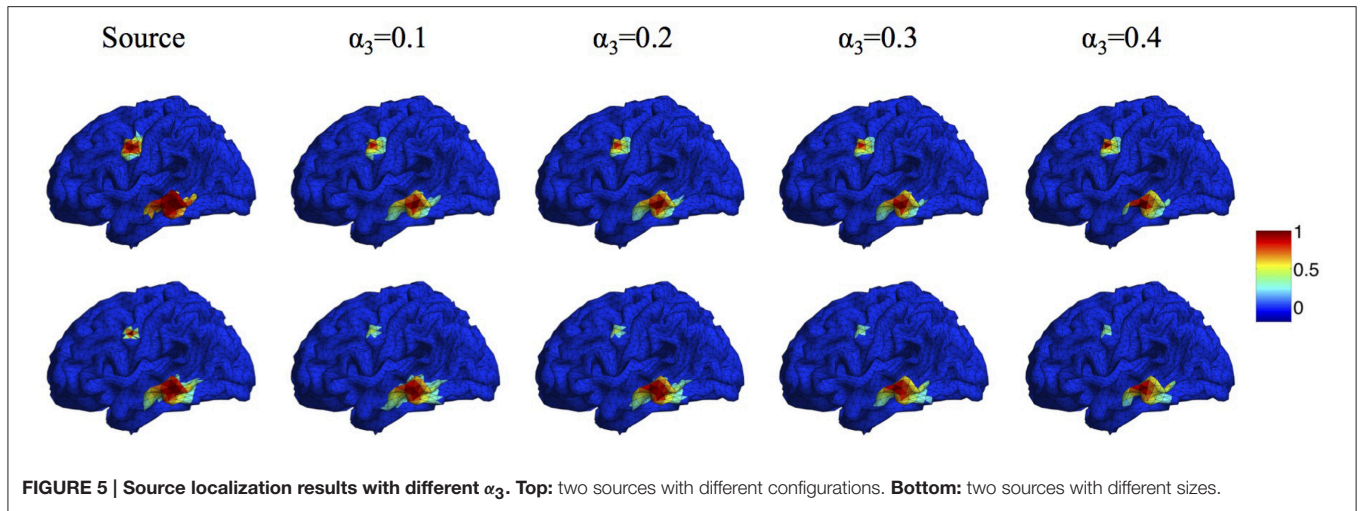 Source α₃=0.1 α₃=0.2 α₃=0.3 α₃=0.4
1
0.5
0
FIGURE 5 | Source localization results with different α₃. Top: two sources with different configurations. Bottom: two sources with different sizes.